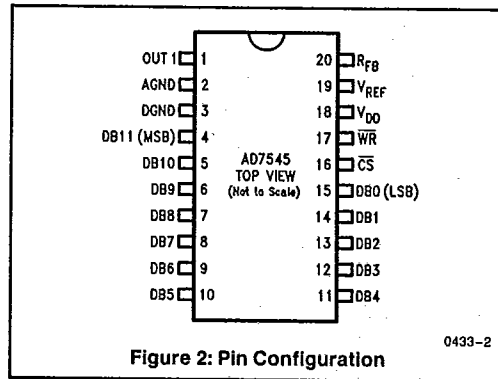 OUT 1 1
AGND 2
DGND 3
DB11 (MSB) 4
DB10 5
DB9 6
DB8 7
DB7 8
DB6 9
DB5 10
AD7545
TOP VIEW
(Not to Scale)
20 RFB
19 VREF
18 VDD
17 W̅R̅
16 C̅S̅
15 DB0 (LSB)
14 DB1
13 DB2
12 DB3
11 DB4
0433-2
Figure 2: Pin Configuration